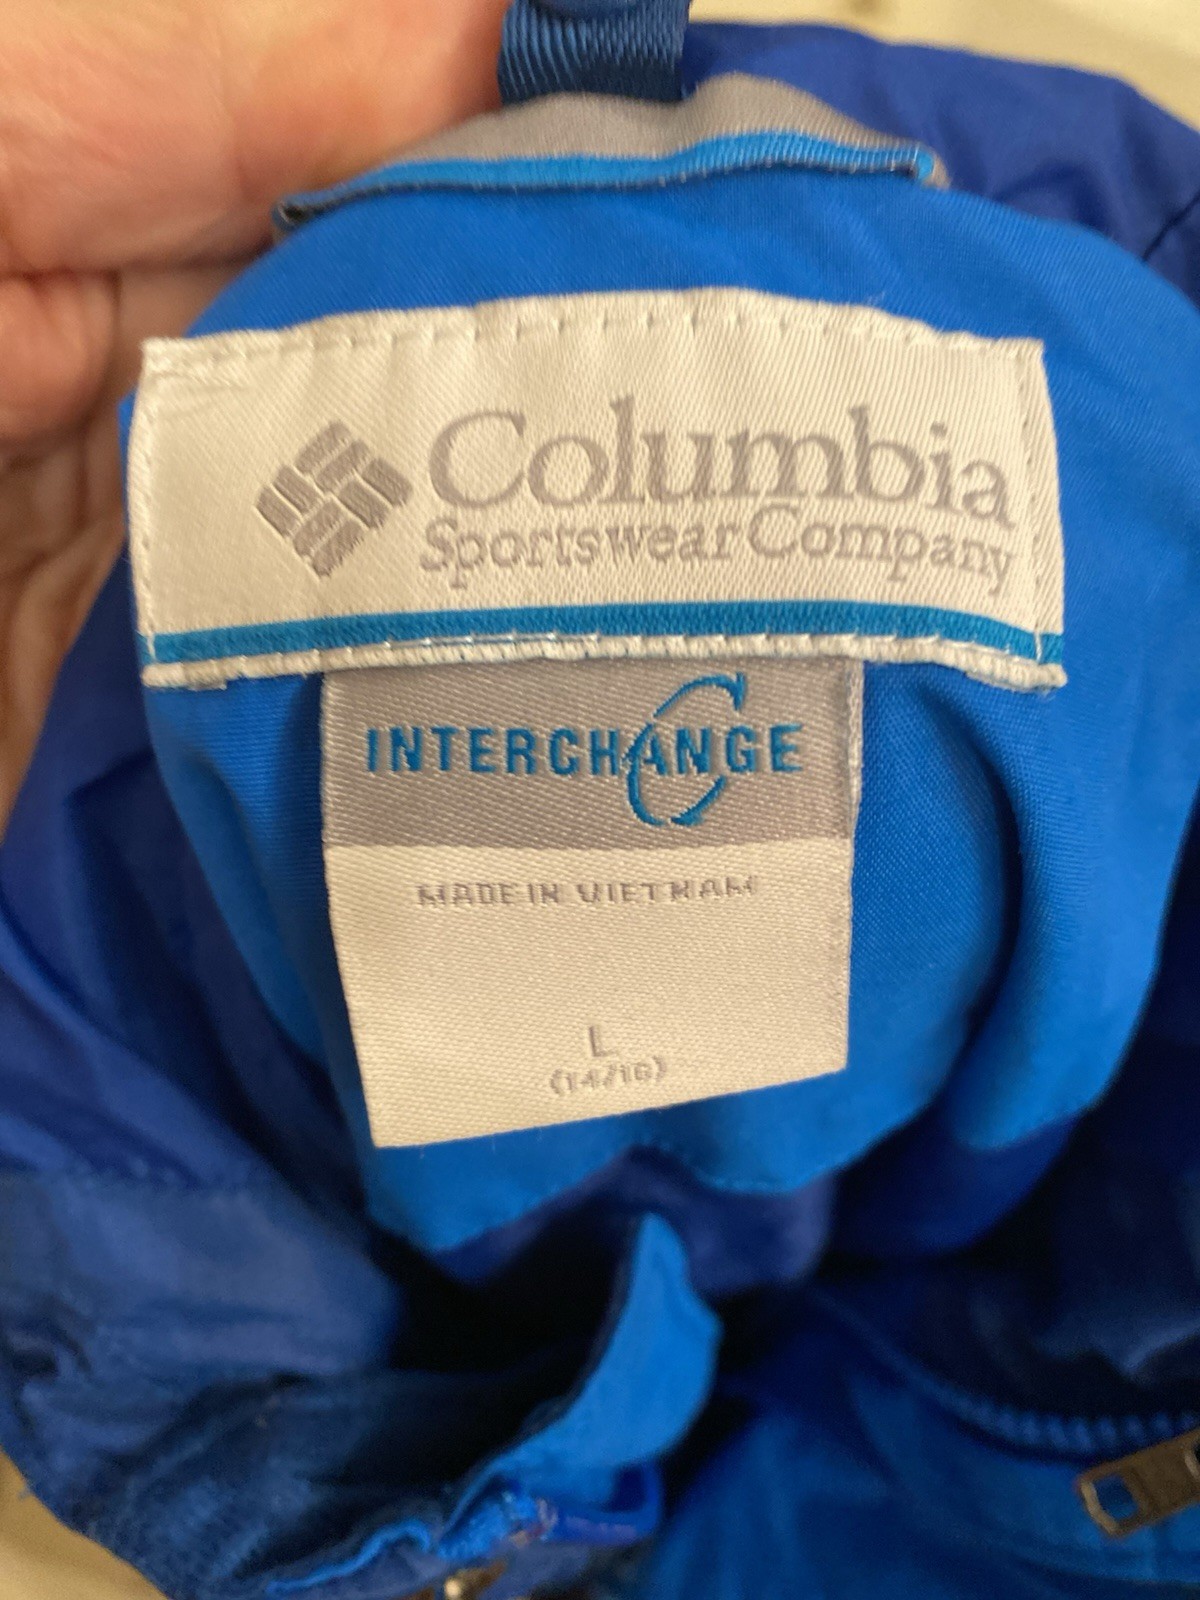 Columbia
Sportswear Company
INTERCHANGE
MADE IN VIETNAM
L
(14/16)